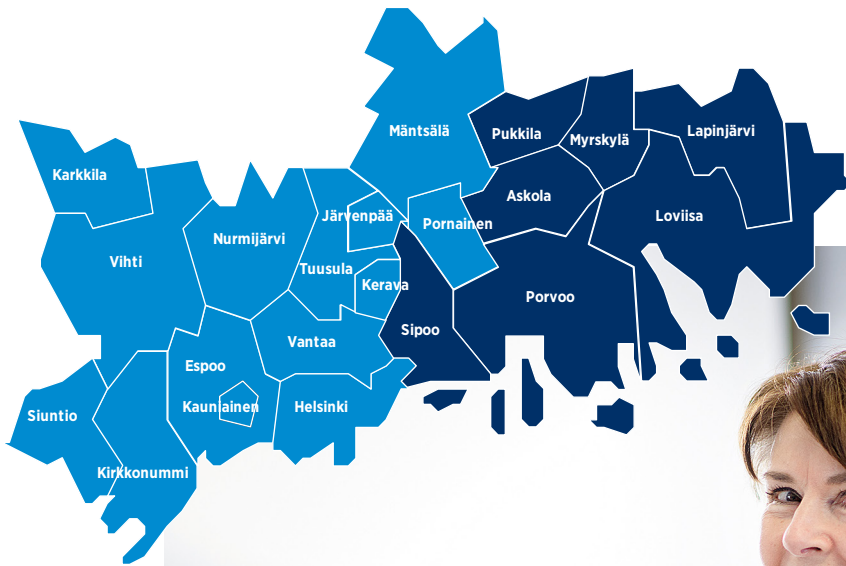 Mäntsälä
Pukkila
Myrskylä
Lapinjärvi
Karkkila
Askola
Järvenpää
Pornainen
Loviisa
Nurmijärvi
Vihti
Tuusula
Kerava
Porvoo
Sipoo
Vantaa
Espoo
Kauniainen
Helsinki
Siuntio
Kirkkonummi